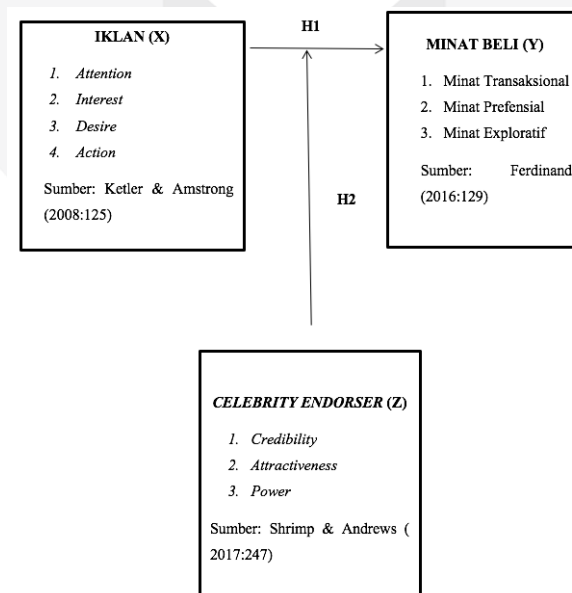 IKLAN (X)
1. Attention
2. Interest
3. Desire
4. Action
Sumber: Ketler & Amstrong
(2008:125)
H1
MINAT BELI (Y)
1. Minat Transaksional
2. Minat Prefensial
3. Minat Exploratif
Sumber: Ferdinand
(2016:129)
H2
CELEBRITY ENDORSER (Z)
1. Credibility
2. Attractiveness
3. Power
Sumber: Shrimp & Andrews (
2017:247)